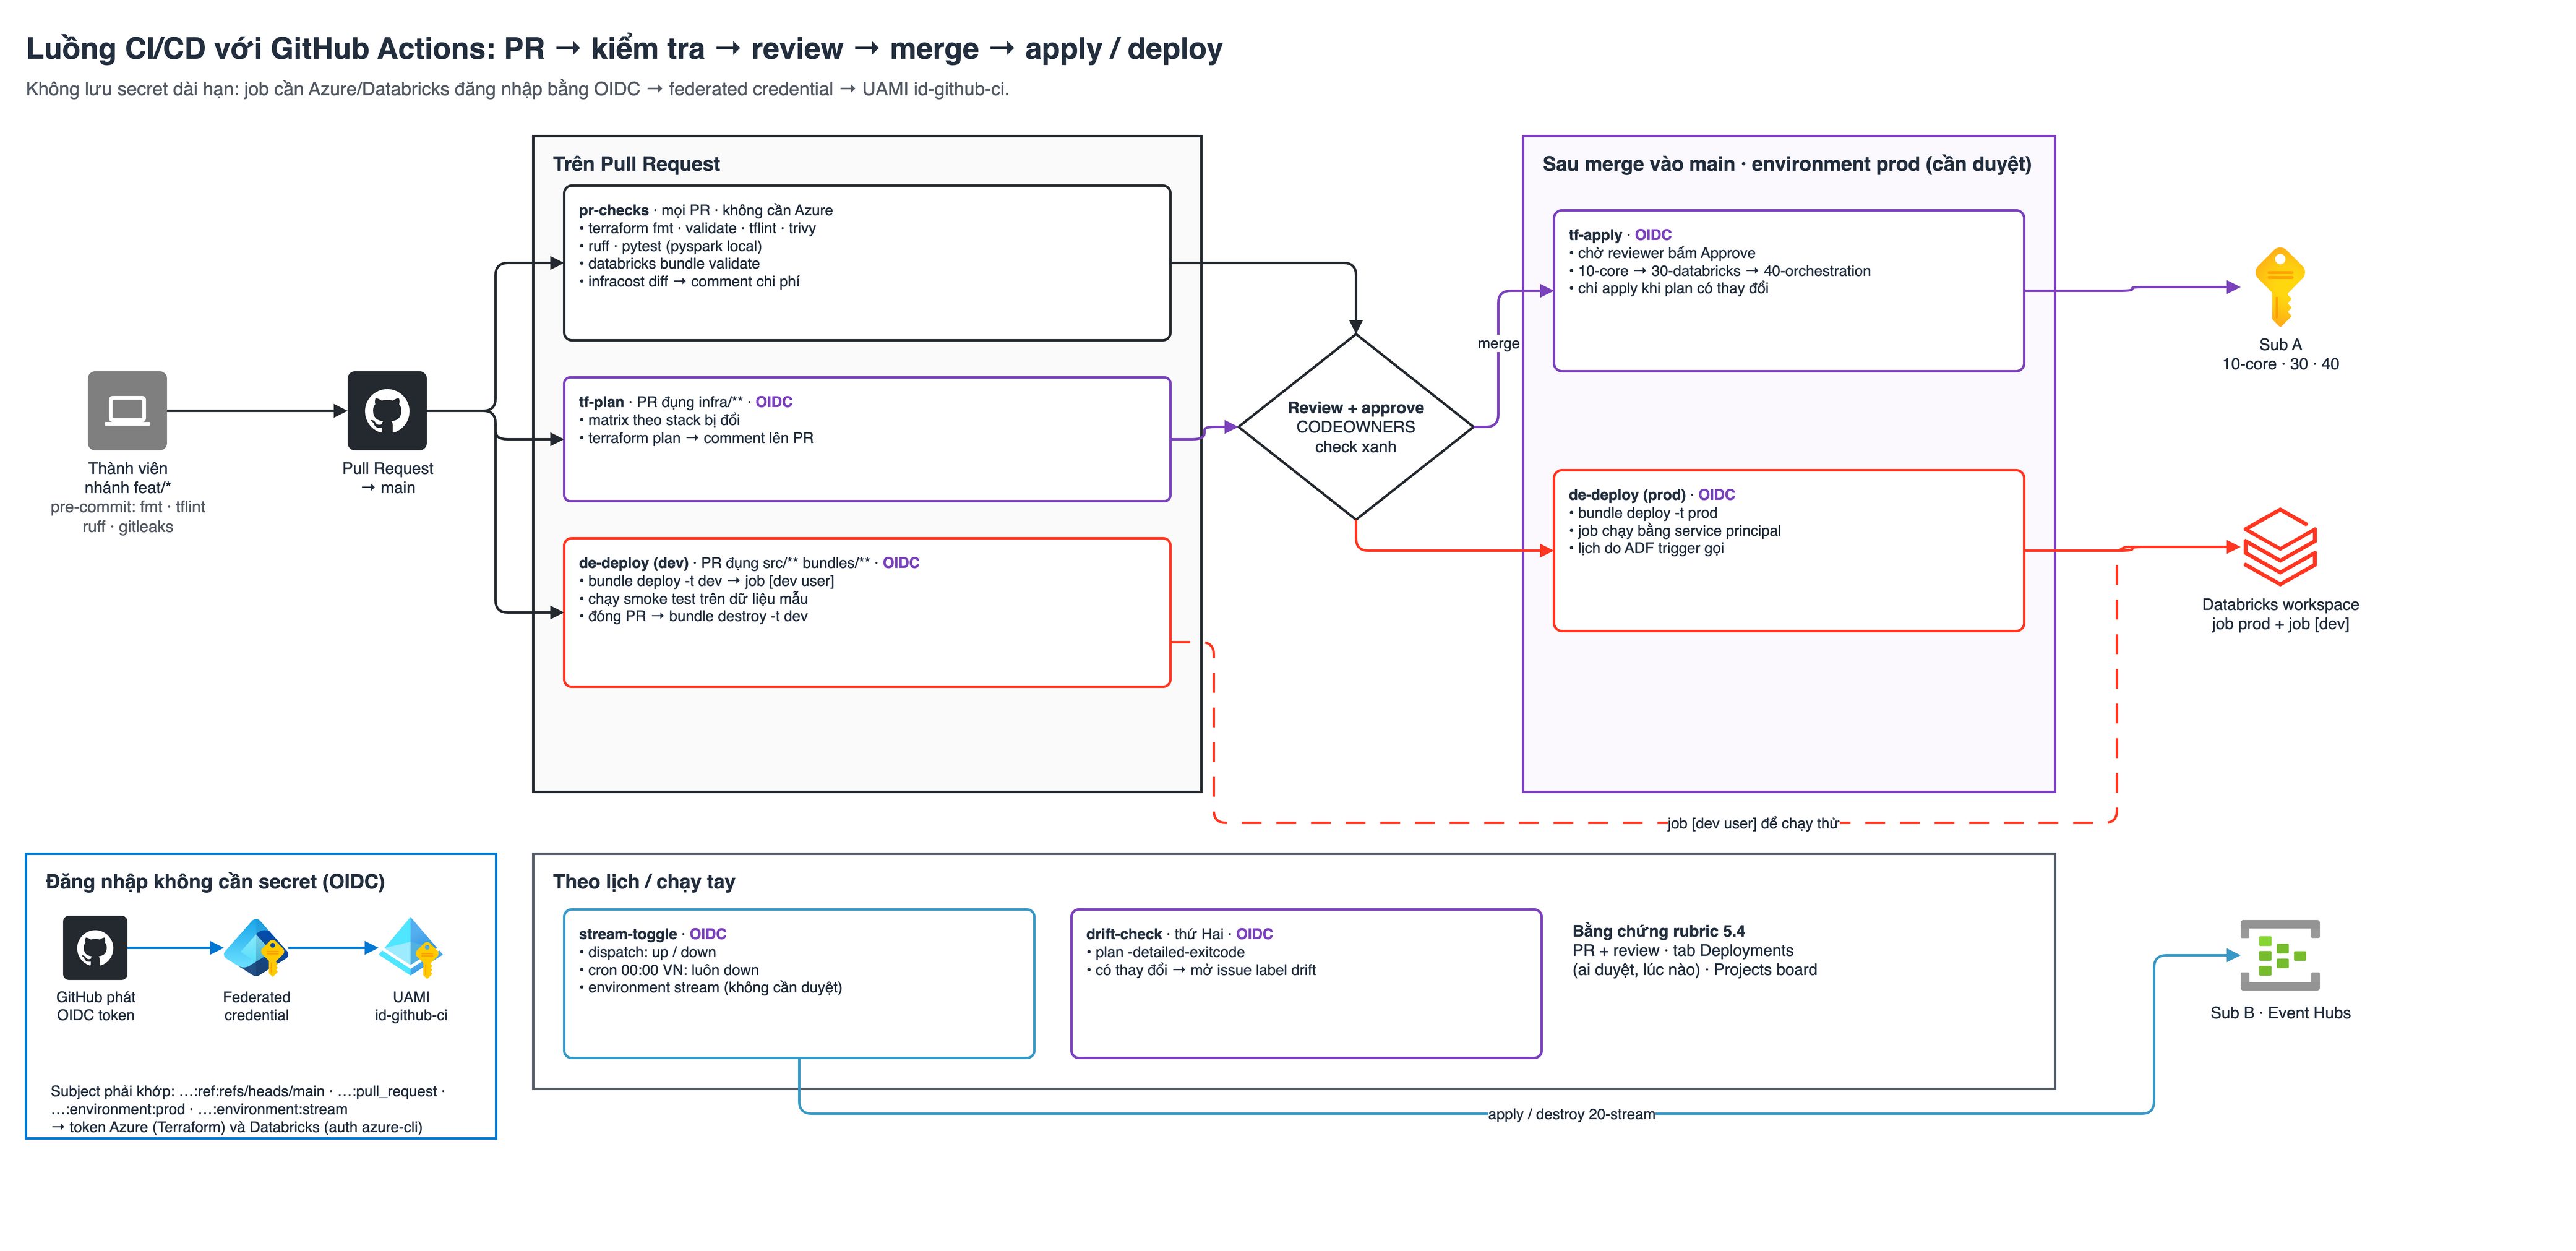 Luồng CI/CD với GitHub Actions: PR → kiểm tra → review → merge → apply / deploy
Không lưu secret dài hạn: job cần Azure/Databricks đăng nhập bằng OIDC → federated credential → UAMI id-github-ci.
Thành viên
nhánh feat/*
pre-commit: fmt · tflint
ruff · gitleaks
Pull Request
→ main
Trên Pull Request
pr-checks · mọi PR · không cần Azure
• terraform fmt · validate · tflint · trivy
• ruff · pytest (pyspark local)
• databricks bundle validate
• infracost diff → comment chi phí
tf-plan · PR đụng infra/** · OIDC
• matrix theo stack bị đổi
• terraform plan → comment lên PR
de-deploy (dev) · PR đụng src/** bundles/** · OIDC
• bundle deploy -t dev → job [dev user]
• chạy smoke test trên dữ liệu mẫu
• đóng PR → bundle destroy -t dev
Review + approve
CODEOWNERS
check xanh
merge
Sau merge vào main · environment prod (cần duyệt)
tf-apply · OIDC
• chờ reviewer bấm Approve
• 10-core → 30-databricks → 40-orchestration
• chỉ apply khi plan có thay đổi
de-deploy (prod) · OIDC
• bundle deploy -t prod
• job chạy bằng service principal
• lịch do ADF trigger gọi
Sub A
10-core · 30 · 40
Databricks workspace
job prod + job [dev]
job [dev user] để chạy thử
Đăng nhập không cần secret (OIDC)
GitHub phát
OIDC token
Federated
credential
UAMI
id-github-ci
Subject phải khớp: …:ref:refs/heads/main · …:pull_request ·
…:environment:prod · …:environment:stream
→ token Azure (Terraform) và Databricks (auth azure-cli)
Theo lịch / chạy tay
stream-toggle · OIDC
• dispatch: up / down
• cron 00:00 VN: luôn down
• environment stream (không cần duyệt)
drift-check · thứ Hai · OIDC
• plan -detailed-exitcode
• có thay đổi → mở issue label drift
Bằng chứng rubric 5.4
PR + review · tab Deployments
(ai duyệt, lúc nào) · Projects board
Sub B · Event Hubs
apply / destroy 20-stream